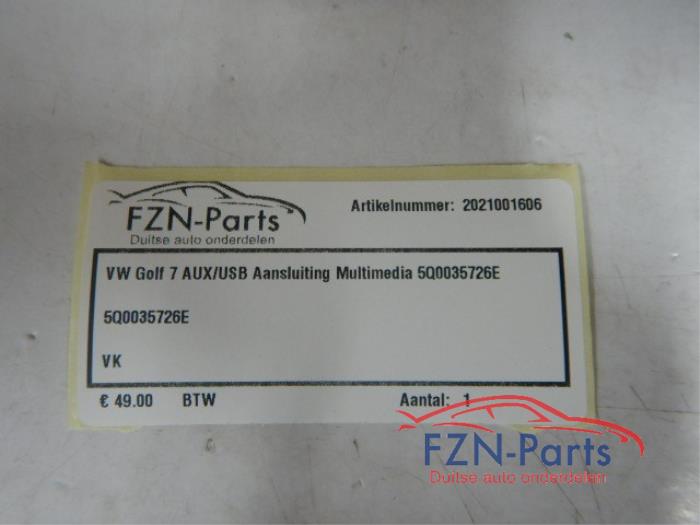 FZN-Parts
Duitse auto onderdelen
Artikelnummer: 2021001606
VW Golf 7 AUX/USB Aansluiting Multimedia 5Q0035726E
5Q0035726E
VK
€ 49.00 BTW Aantal: 1
FZN-Parts
Duitse auto onderdelen